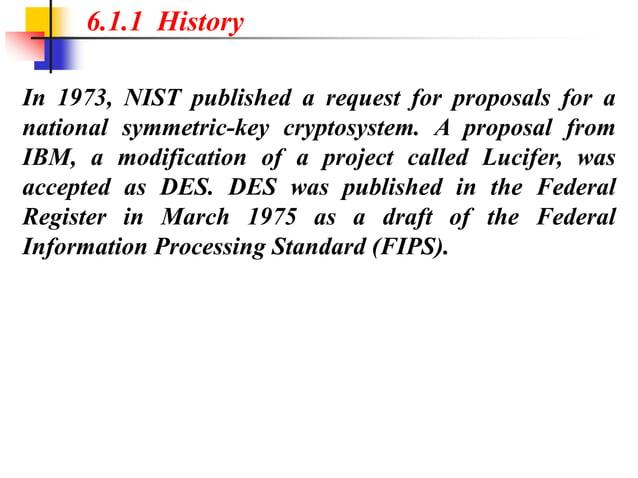 6.1.1 History
In 1973, NIST published a request for proposals for a
national symmetric-key cryptosystem. A proposal from
IBM, a modification of a project called Lucifer, was
accepted as DES. DES was published in the Federal
Register in March 1975 as a draft of the Federal
Information Processing Standard (FIPS).